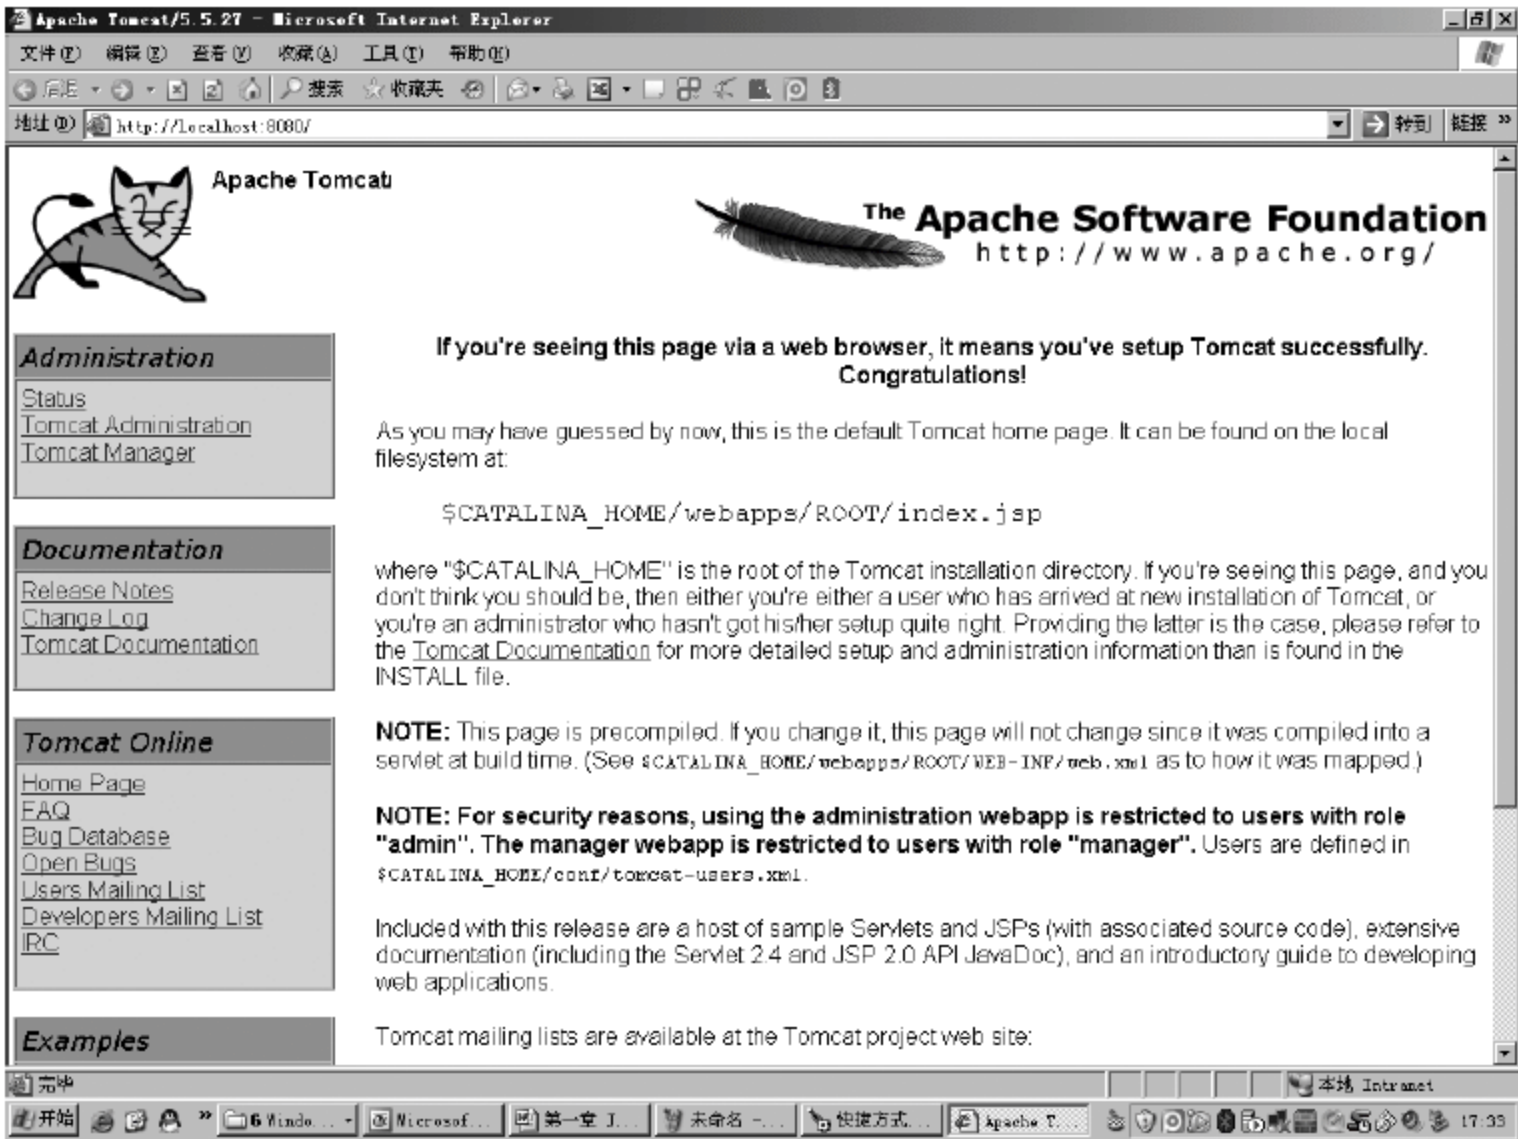 Apache Tomcat/5.5.27 - Microsoft Internet Explorer
文件(F) 编辑(E) 查看(V) 收藏(A) 工具(T) 帮助(H)
后退 搜索 收藏夹
地址(D) http://localhost:8080/ 转到 链接 »
Apache Tomcat
The Apache Software Foundation
http://www.apache.org/
Administration
Status
Tomcat Administration
Tomcat Manager
Documentation
Release Notes
Change Log
Tomcat Documentation
Tomcat Online
Home Page
FAQ
Bug Database
Open Bugs
Users Mailing List
Developers Mailing List
IRC
Examples
If you're seeing this page via a web browser, it means you've setup Tomcat successfully.
Congratulations!
As you may have guessed by now, this is the default Tomcat home page. It can be found on the local
filesystem at:
$CATALINA_HOME/webapps/ROOT/index.jsp
where "$CATALINA_HOME" is the root of the Tomcat installation directory. If you're seeing this page, and you
don't think you should be, then either you're either a user who has arrived at new installation of Tomcat, or
you're an administrator who hasn't got his/her setup quite right. Providing the latter is the case, please refer to
the Tomcat Documentation for more detailed setup and administration information than is found in the
INSTALL file.
NOTE: This page is precompiled. If you change it, this page will not change since it was compiled into a
servlet at build time. (See $CATALINA_HOME/webapps/ROOT/WEB-INF/web.xml as to how it was mapped.)
NOTE: For security reasons, using the administration webapp is restricted to users with role
"admin". The manager webapp is restricted to users with role "manager". Users are defined in
$CATALINA_HOME/conf/tomcat-users.xml.
Included with this release are a host of sample Servlets and JSPs (with associated source code), extensive
documentation (including the Servlet 2.4 and JSP 2.0 API JavaDoc), and an introductory guide to developing
web applications.
Tomcat mailing lists are available at the Tomcat project web site:
完毕 本地 Intranet
开始 » 6 Windo... Microsof... 第一章 J... 未命名 -... 快捷方式... Apache T... 17:33